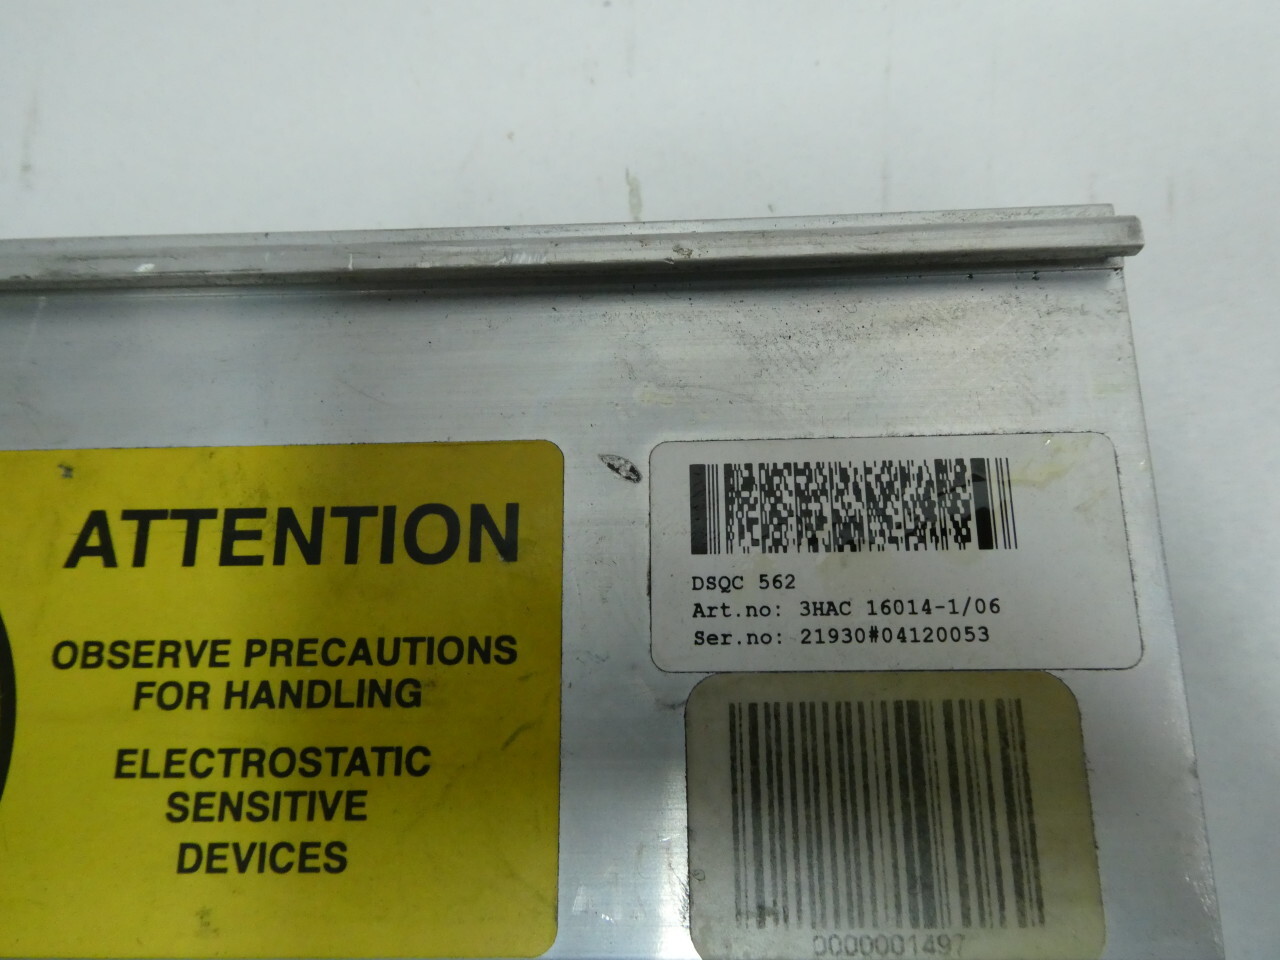 ATTENTION
OBSERVE PRECAUTIONS
FOR HANDLING
ELECTROSTATIC
SENSITIVE
DEVICES
DSQC 562
Art.no: 3HAC 16014-1/06
Ser.no: 21930#04120053
0000001497